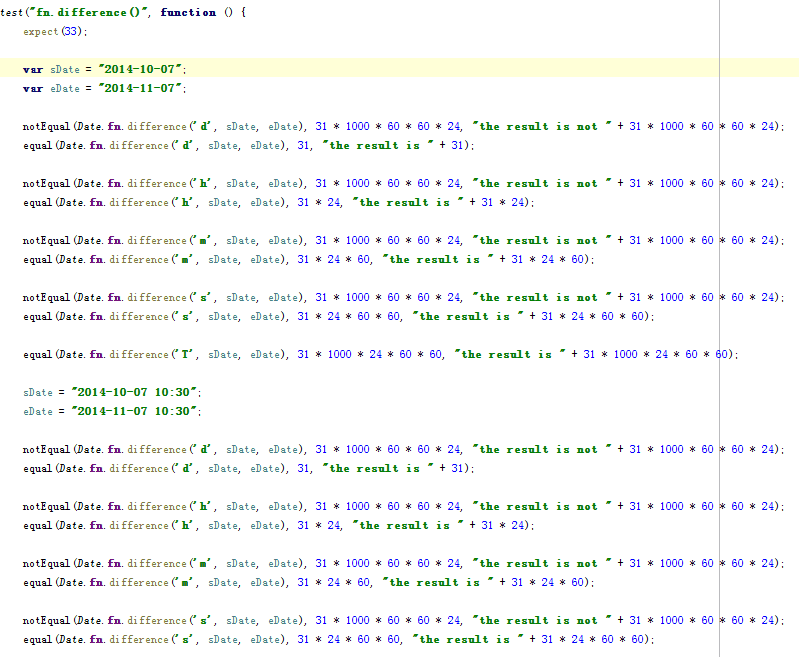 test("fn.difference()", function () {
expect(33);
var sDate = "2014-10-07";
var eDate = "2014-11-07";
notEqual(Date.fn.difference('d', sDate, eDate), 31 * 1000 * 60 * 60 * 24, "the result is not " + 31 * 1000 * 60 * 60 * 24);
equal(Date.fn.difference('d', sDate, eDate), 31, "the result is " + 31);
notEqual(Date.fn.difference('h', sDate, eDate), 31 * 1000 * 60 * 60 * 24, "the result is not " + 31 * 1000 * 60 * 60 * 24);
equal(Date.fn.difference('h', sDate, eDate), 31 * 24, "the result is " + 31 * 24);
notEqual(Date.fn.difference('m', sDate, eDate), 31 * 1000 * 60 * 60 * 24, "the result is not " + 31 * 1000 * 60 * 60 * 24);
equal(Date.fn.difference('m', sDate, eDate), 31 * 24 * 60, "the result is " + 31 * 24 * 60);
notEqual(Date.fn.difference('s', sDate, eDate), 31 * 1000 * 60 * 60 * 24, "the result is not " + 31 * 1000 * 60 * 60 * 24);
equal(Date.fn.difference('s', sDate, eDate), 31 * 24 * 60 * 60, "the result is " + 31 * 24 * 60 * 60);
equal(Date.fn.difference('T', sDate, eDate), 31 * 1000 * 24 * 60 * 60, "the result is " + 31 * 1000 * 24 * 60 * 60);
sDate = "2014-10-07 10:30";
eDate = "2014-11-07 10:30";
notEqual(Date.fn.difference('d', sDate, eDate), 31 * 1000 * 60 * 60 * 24, "the result is not " + 31 * 1000 * 60 * 60 * 24);
equal(Date.fn.difference('d', sDate, eDate), 31, "the result is " + 31);
notEqual(Date.fn.difference('h', sDate, eDate), 31 * 1000 * 60 * 60 * 24, "the result is not " + 31 * 1000 * 60 * 60 * 24);
equal(Date.fn.difference('h', sDate, eDate), 31 * 24, "the result is " + 31 * 24);
notEqual(Date.fn.difference('m', sDate, eDate), 31 * 1000 * 60 * 60 * 24, "the result is not " + 31 * 1000 * 60 * 60 * 24);
equal(Date.fn.difference('m', sDate, eDate), 31 * 24 * 60, "the result is " + 31 * 24 * 60);
notEqual(Date.fn.difference('s', sDate, eDate), 31 * 1000 * 60 * 60 * 24, "the result is not " + 31 * 1000 * 60 * 60 * 24);
equal(Date.fn.difference('s', sDate, eDate), 31 * 24 * 60 * 60, "the result is " + 31 * 24 * 60 * 60);